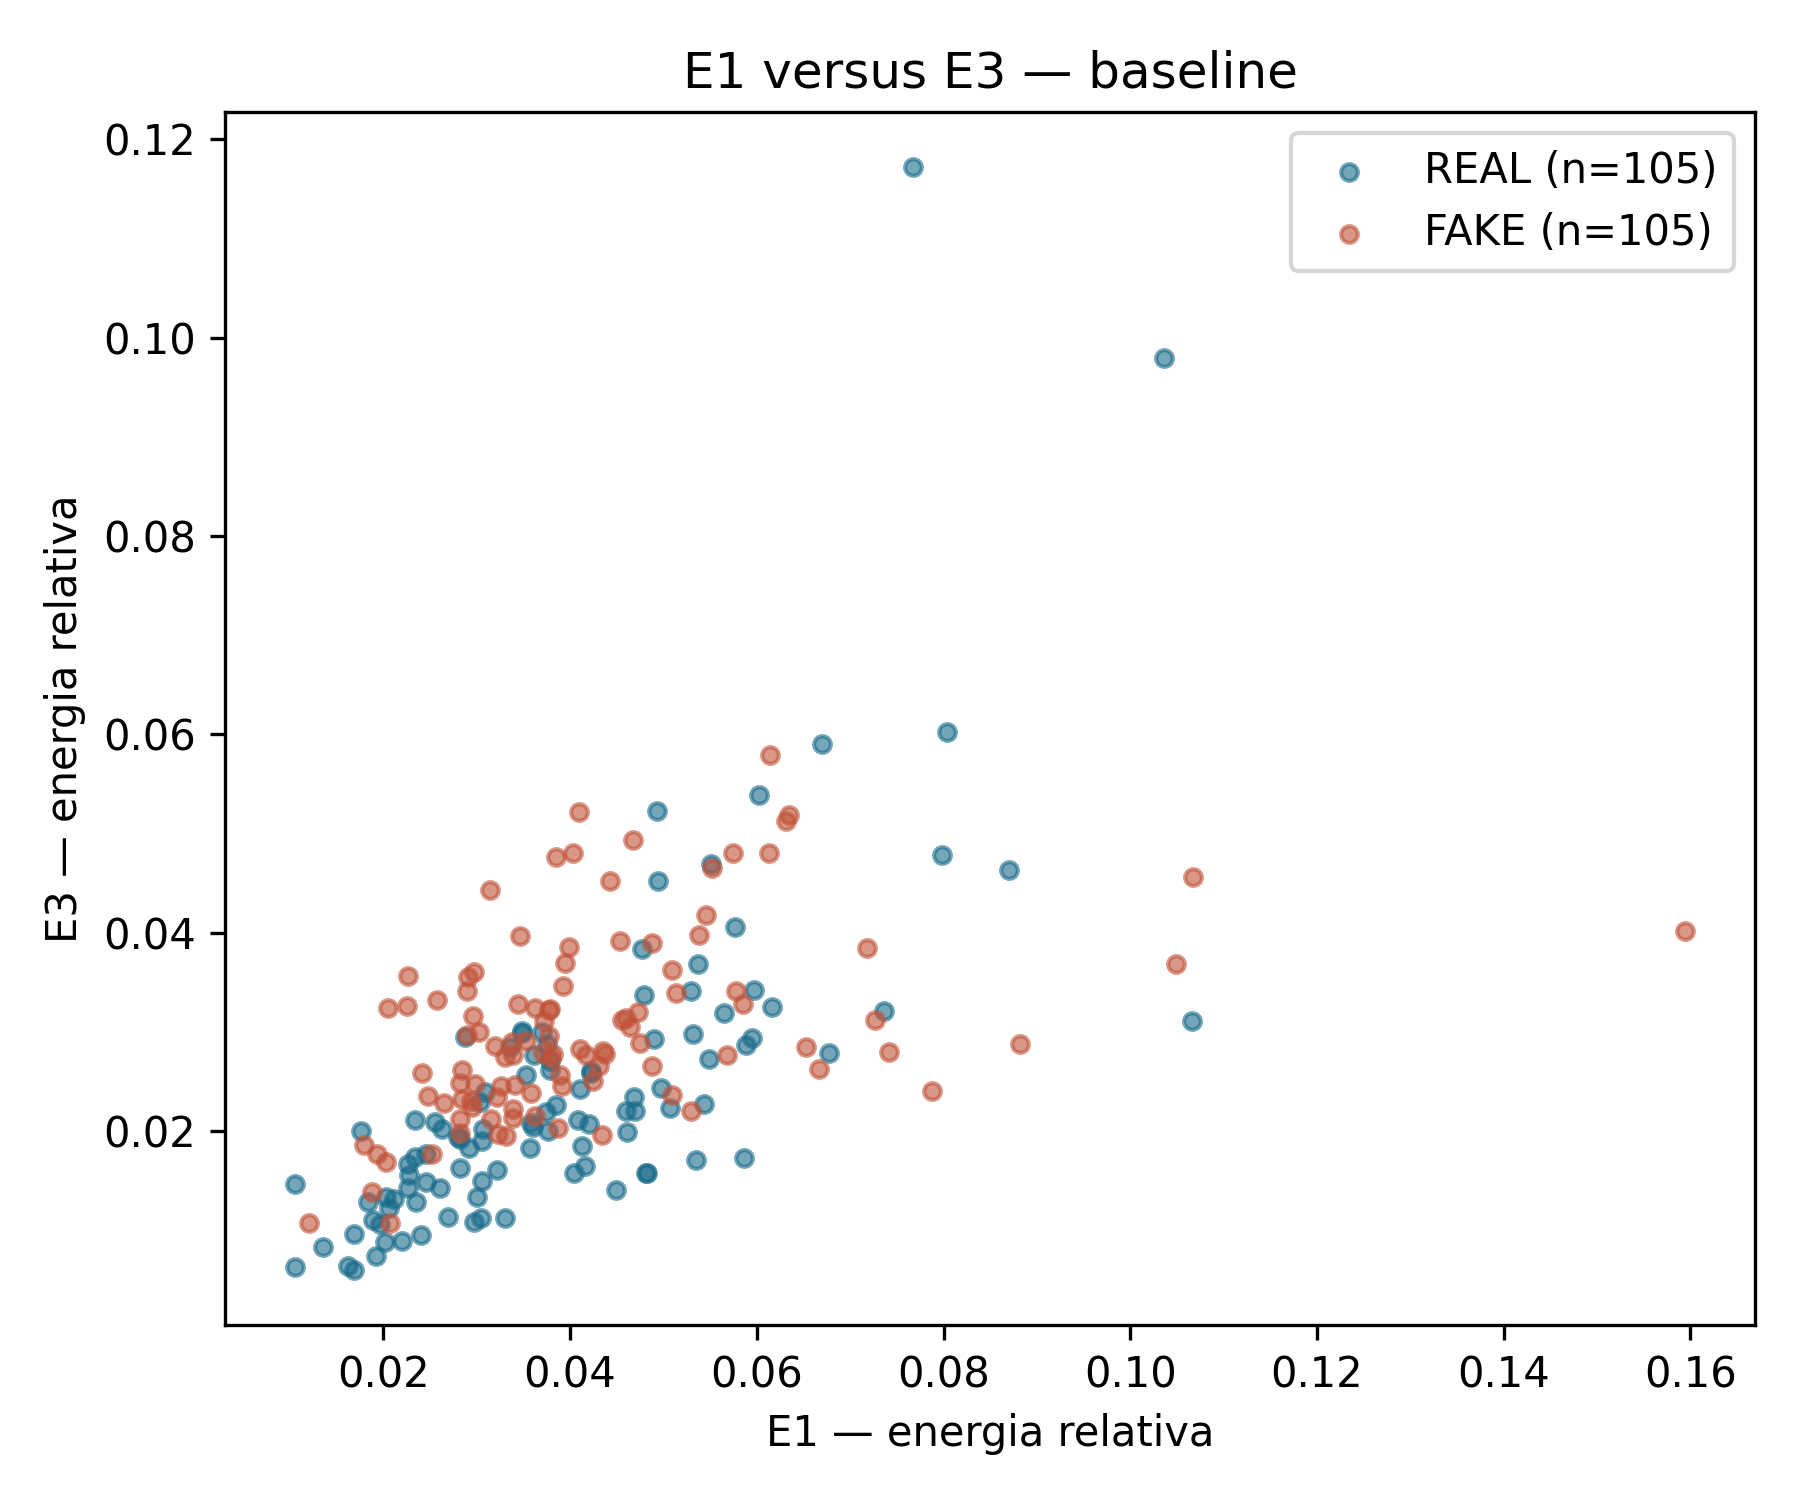 E1 versus E3 — baseline
REAL (n=105)
FAKE (n=105)
0.12
0.10
0.08
0.06
0.04
0.02
E3 — energia relativa
0.02 0.04 0.06 0.08 0.10 0.12 0.14 0.16
E1 — energia relativa